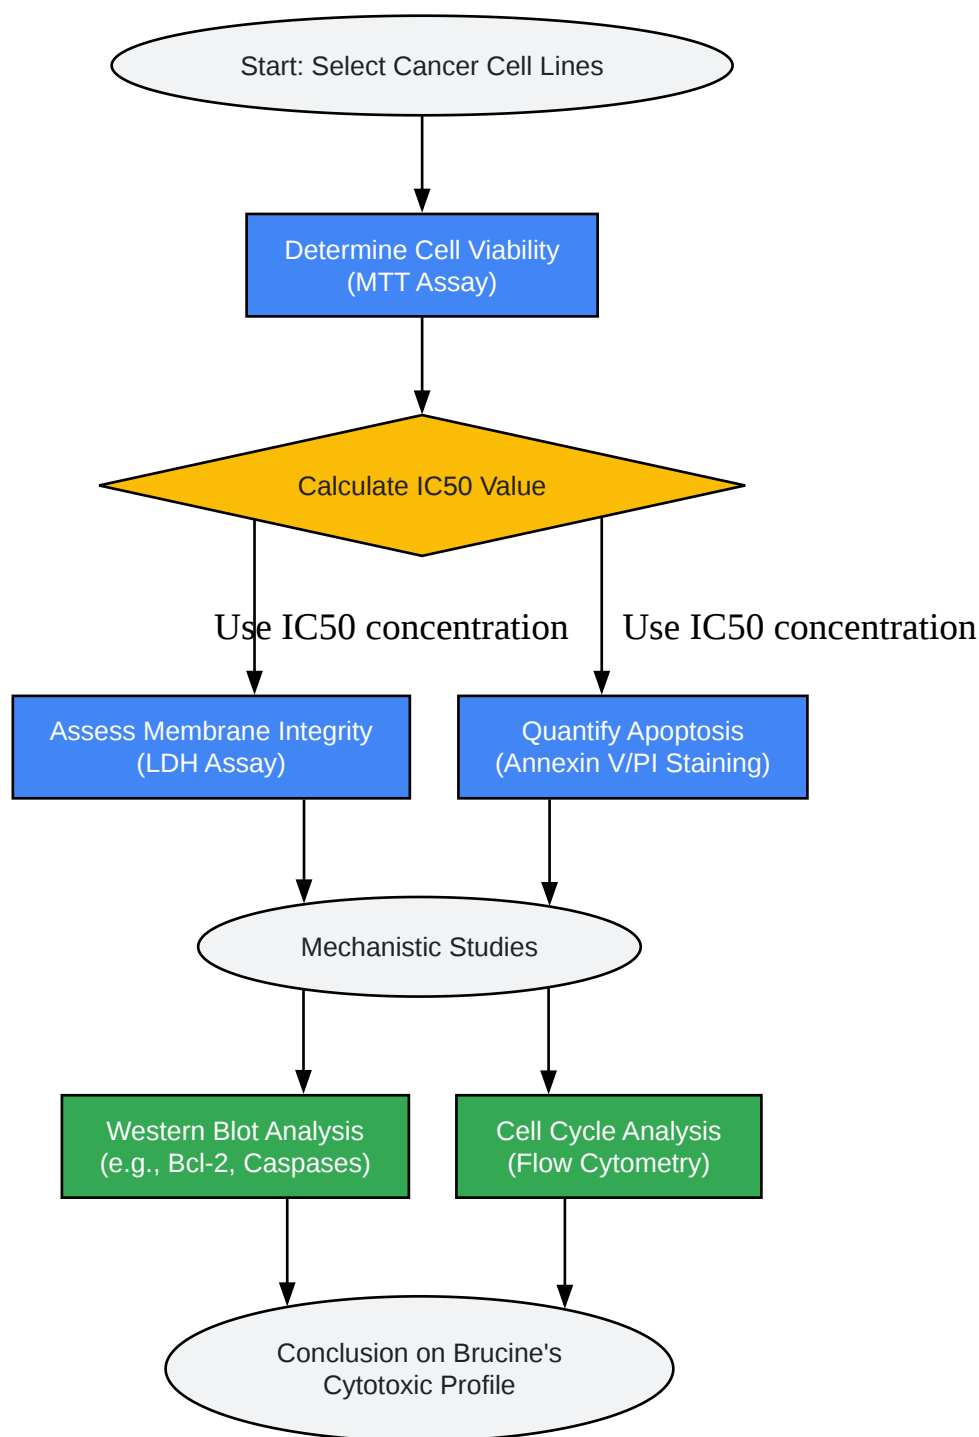 Start: Select Cancer Cell Lines
Determine Cell Viability
(MTT Assay)
Calculate IC50 Value
Use IC50 concentration
Use IC50 concentration
Assess Membrane Integrity
(LDH Assay)
Quantify Apoptosis
(Annexin V/PI Staining)
Mechanistic Studies
Western Blot Analysis
(e.g., Bcl-2, Caspases)
Cell Cycle Analysis
(Flow Cytometry)
Conclusion on Brucine's
Cytotoxic Profile